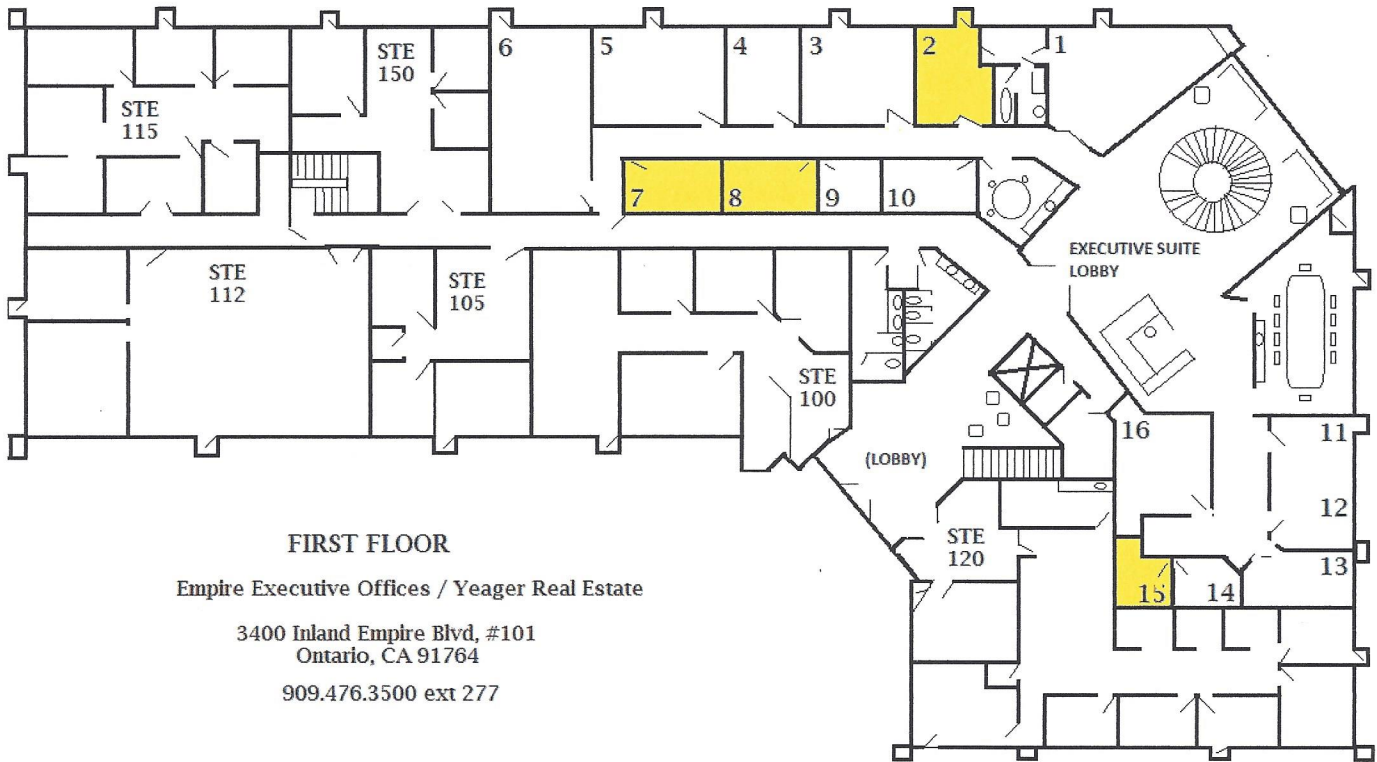 6
5
4
3
2
1
STE
150
STE
115
7
8
9
10
EXECUTIVE SUITE
LOBBY
STE
112
STE
105
STE
100
(LOBBY)
16
11
12
STE
120
13
15
14
FIRST FLOOR
Empire Executive Offices / Yeager Real Estate
3400 Inland Empire Blvd, #101
Ontario, CA 91764
909.476.3500 ext 277